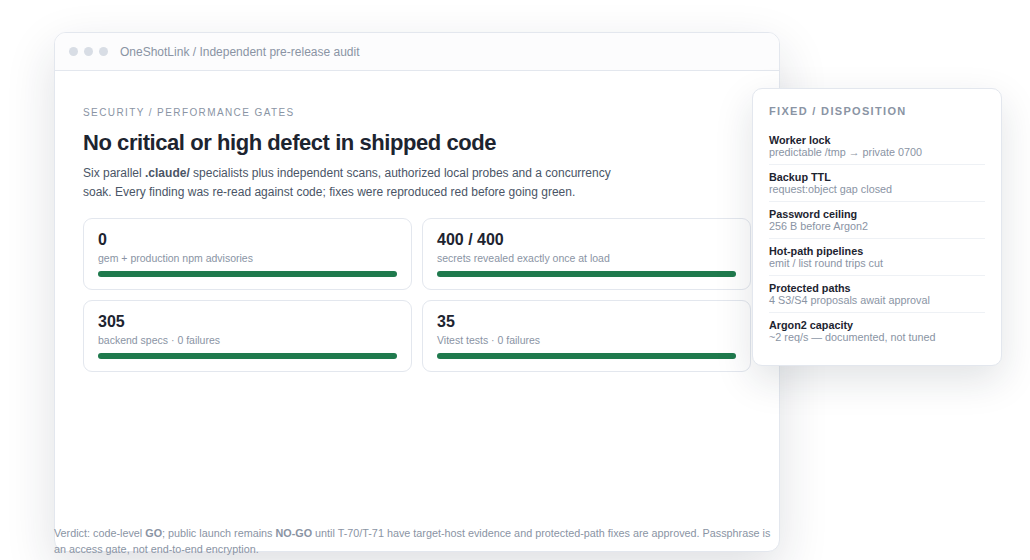 OneShotLink / Independent pre-release audit
SECURITY / PERFORMANCE GATES
No critical or high defect in shipped code
Six parallel .claude/ specialists plus independent scans, authorized local probes and a concurrency
soak. Every finding was re-read against code; fixes were reproduced red before going green.
0
gem + production npm advisories
400 / 400
secrets revealed exactly once at load
305
backend specs · 0 failures
35
Vitest tests · 0 failures
FIXED / DISPOSITION
Worker lock
predictable /tmp → private 0700
Backup TTL
request:object gap closed
Password ceiling
256 B before Argon2
Hot-path pipelines
emit / list round trips cut
Protected paths
4 S3/S4 proposals await approval
Argon2 capacity
~2 req/s — documented, not tuned
Verdict: code-level GO; public launch remains NO-GO until T-70/T-71 have target-host evidence and protected-path fixes are approved. Passphrase is
an access gate, not end-to-end encryption.